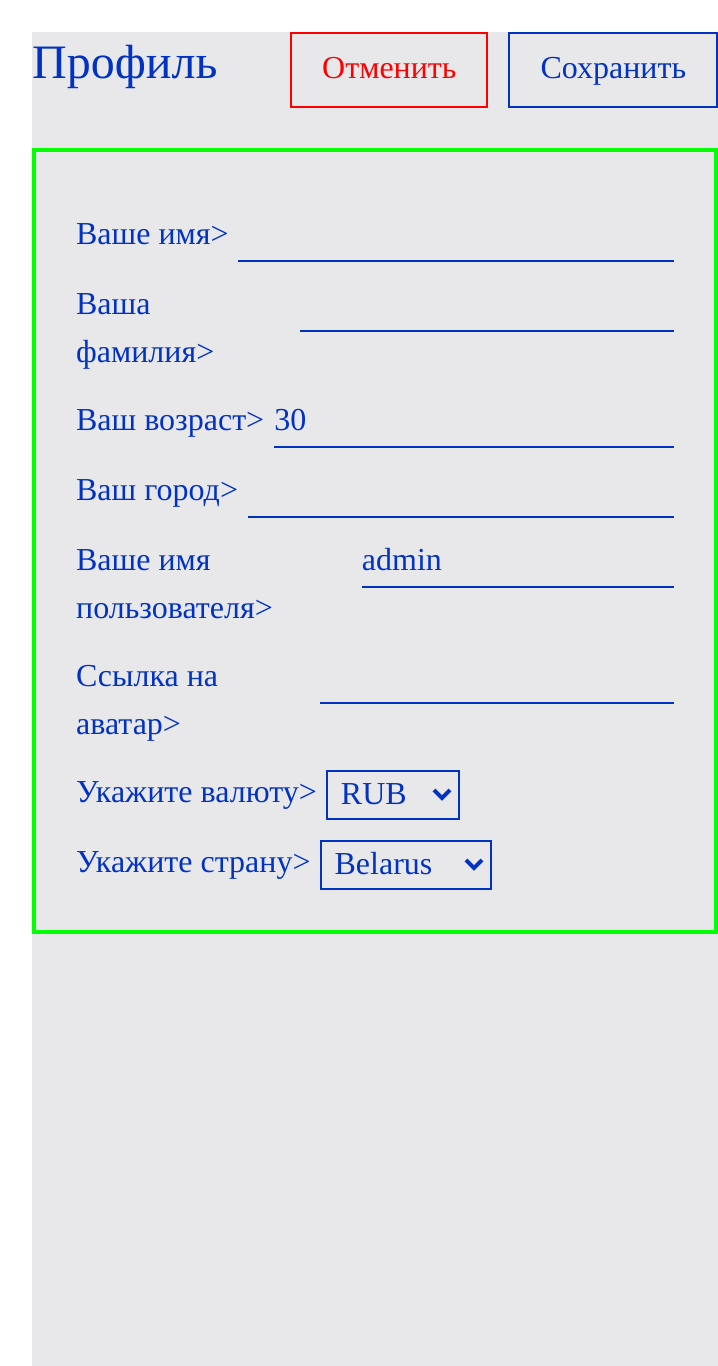 Профиль Отменить Сохранить
Ваше имя>
Ваша
фамилия>
Ваш возраст> 30
Ваш город>
Ваше имя admin
пользователя>
Ссылка на
аватар>
Укажите валюту> RUB
Укажите страну> Belarus